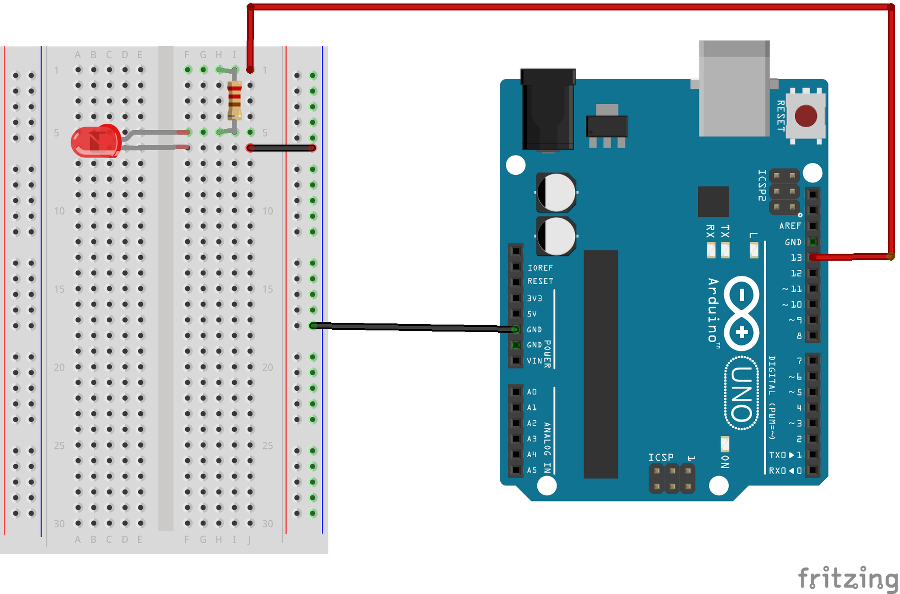 A B C D E F G H I J
1 1
5 5
10 10
15 15
20 20
25 25
30 30
A B C D E F G H I J
RESET
ICSP2
AREF
GND
13
12
~11
~10
~9
8
7
~6
~5
4
~3
2
TX0 ▶ 1
RX0 ◀ 0
RX
TX
L
IOREF
RESET
3V3
5V
GND
GND
VIN
POWER
A0
A1
A2
A3
A4
A5
ANALOG IN
Arduino™
UNO
DIGITAL (PWM=~)
ON
ICSP
1
fritzing